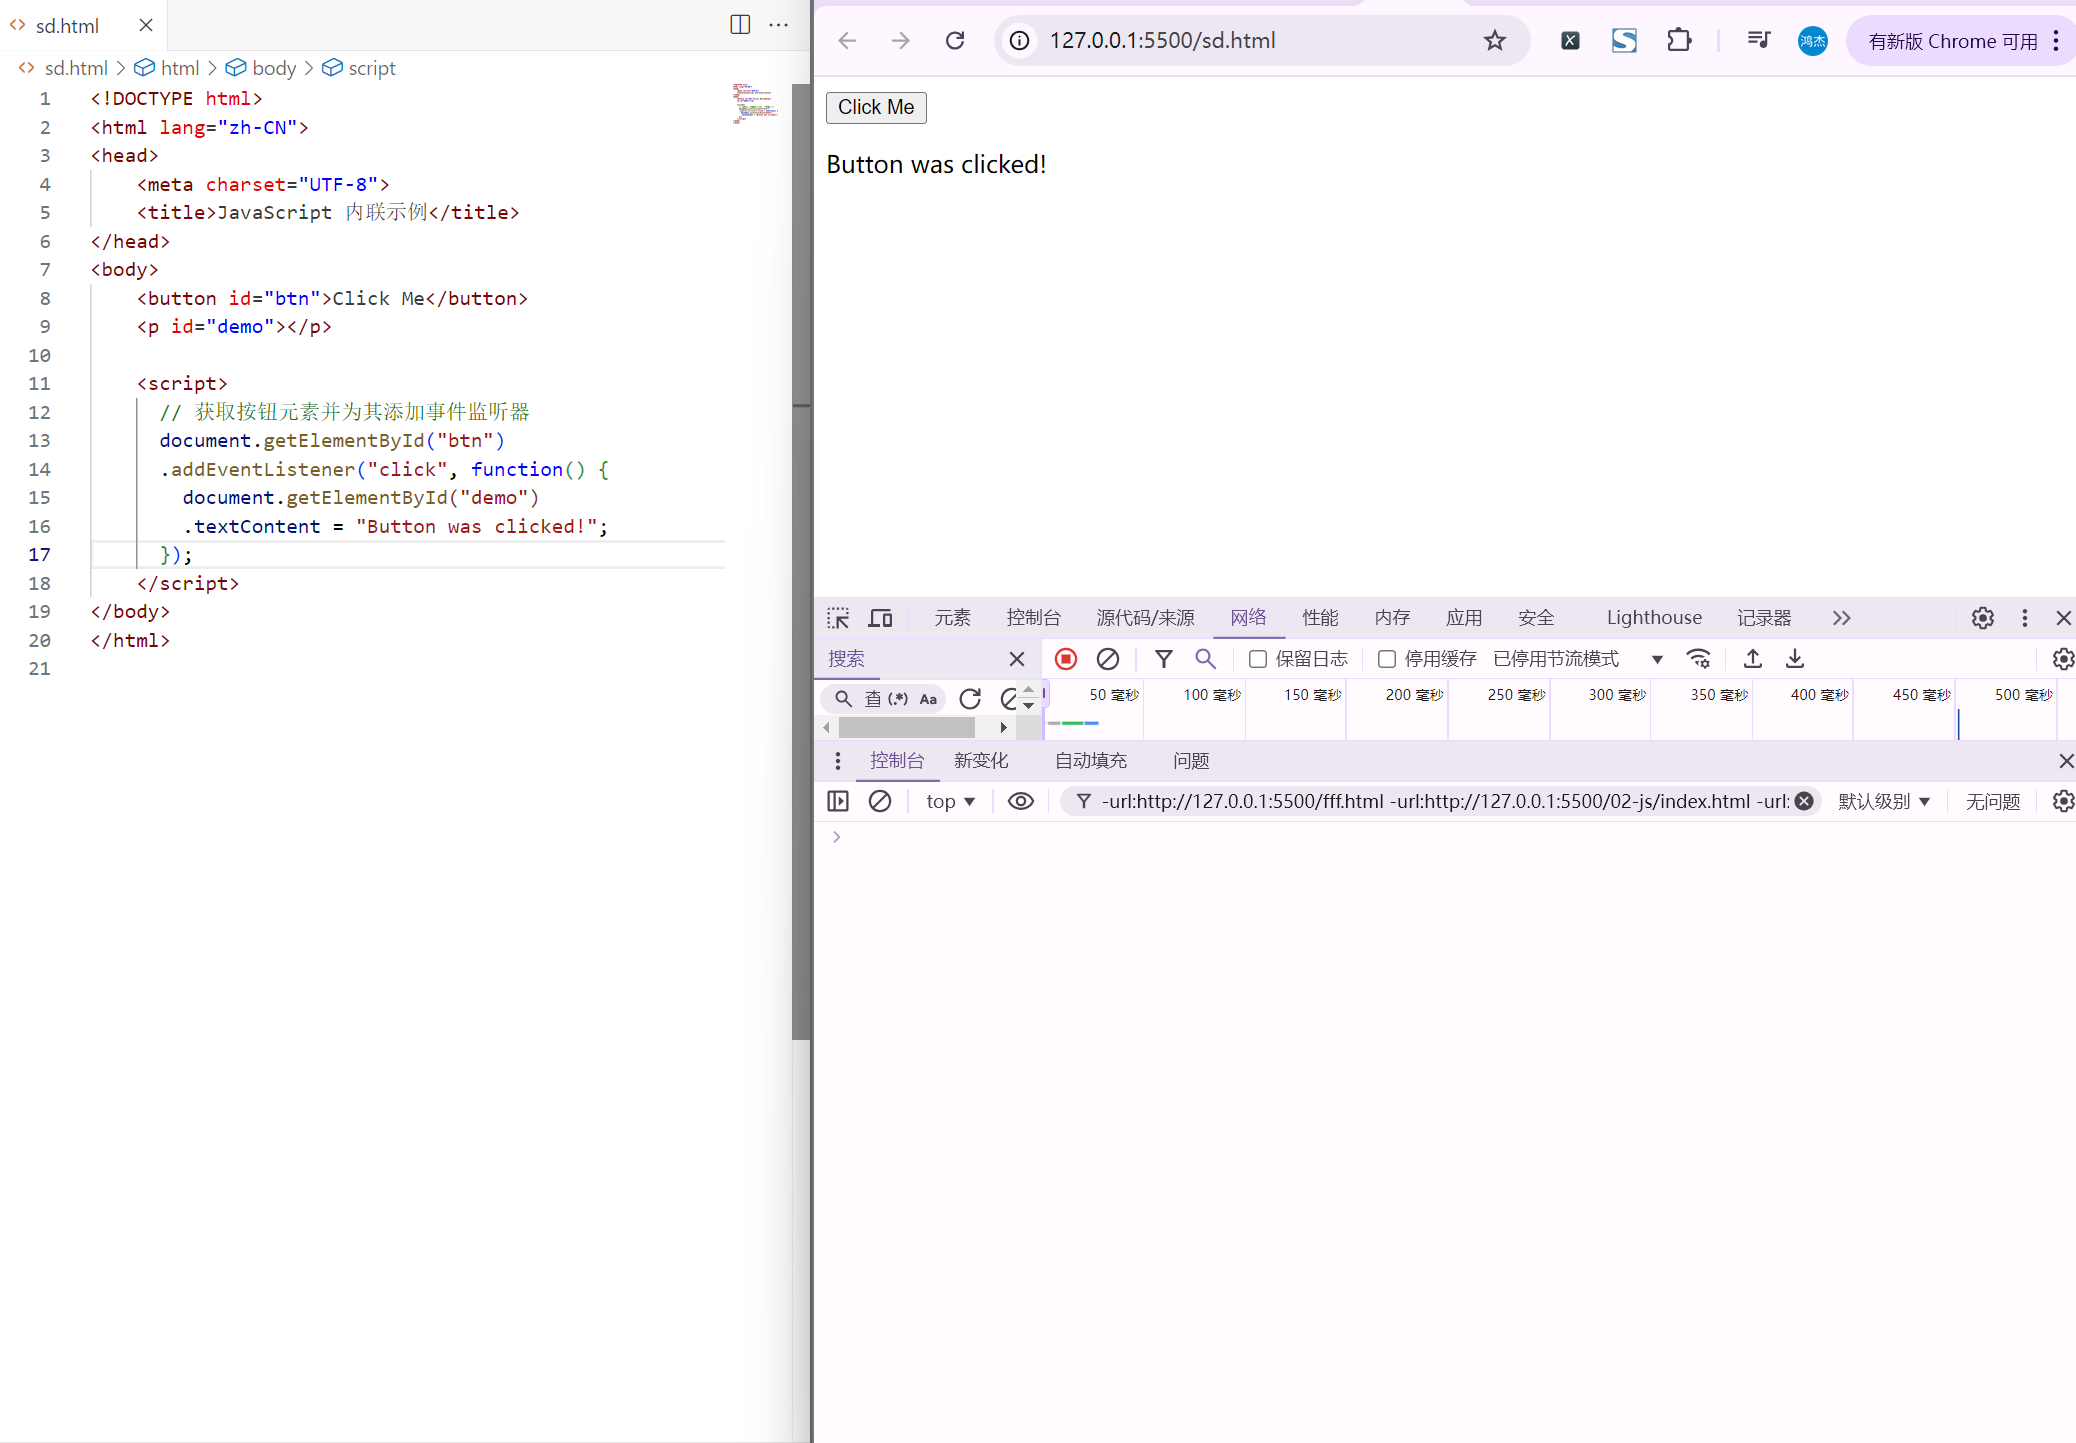 sd.html
sd.html > html > body > script
1 <!DOCTYPE html>
2 <html lang="zh-CN">
3 <head>
4 <meta charset="UTF-8">
5 <title>JavaScript 内联示例</title>
6 </head>
7 <body>
8 <button id="btn">Click Me</button>
9 <p id="demo"></p>
10
11 <script>
12 // 获取按钮元素并为其添加事件监听器
13 document.getElementById("btn")
14 .addEventListener("click", function() {
15 document.getElementById("demo")
16 .textContent = "Button was clicked!";
17 });
18 </script>
19 </body>
20 </html>
21
127.0.0.1:5500/sd.html
鸿杰
有新版 Chrome 可用
Click Me
Button was clicked!
元素 控制台 源代码/来源 网络 性能 内存 应用 安全 Lighthouse 记录器
搜索
保留日志 停用缓存 已停用节流模式
(.*) Aa
50 毫秒 100 毫秒 150 毫秒 200 毫秒 250 毫秒 300 毫秒 350 毫秒 400 毫秒 450 毫秒 500 毫秒
控制台 新变化 自动填充 问题
top
-url:http://127.0.0.1:5500/fff.html -url:http://127.0.0.1:5500/02-js/index.html -url:
默认级别 无问题